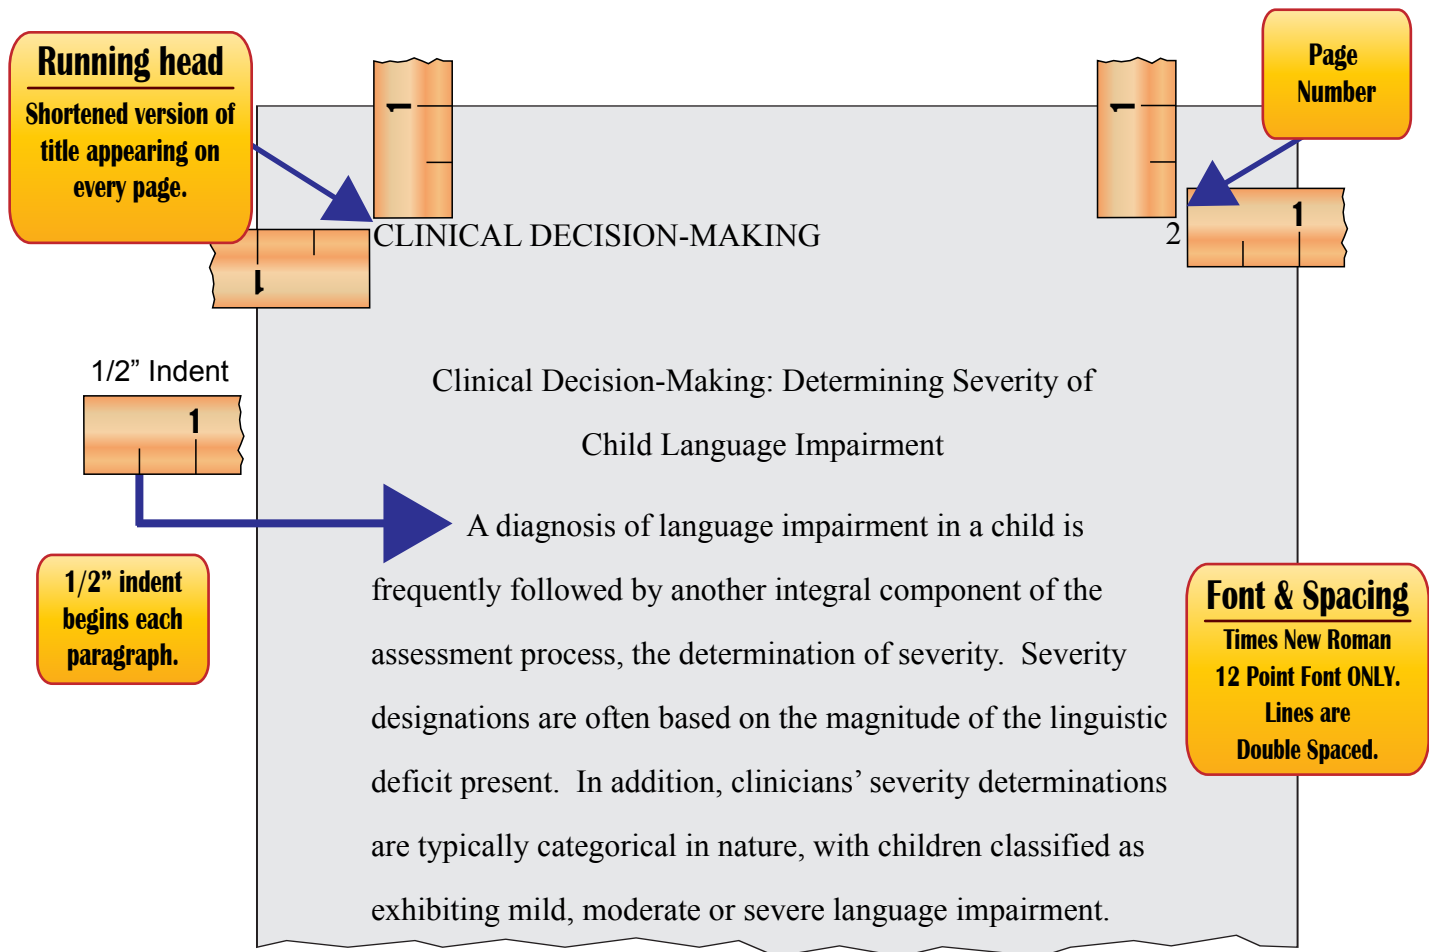 Running head
Shortened version of
title appearing on
every page.
1
1
Page
Number
CLINICAL DECISION-MAKING
2
1
1
1/2” Indent
1
Clinical Decision-Making: Determining Severity of
Child Language Impairment
A diagnosis of language impairment in a child is
1/2” indent
begins each
paragraph.
frequently followed by another integral component of the
assessment process, the determination of severity.  Severity
designations are often based on the magnitude of the linguistic
deficit present.  In addition, clinicians’ severity determinations
are typically categorical in nature, with children classified as
exhibiting mild, moderate or severe language impairment.
Font & Spacing
Times New Roman
12 Point Font ONLY.
Lines are
Double Spaced.